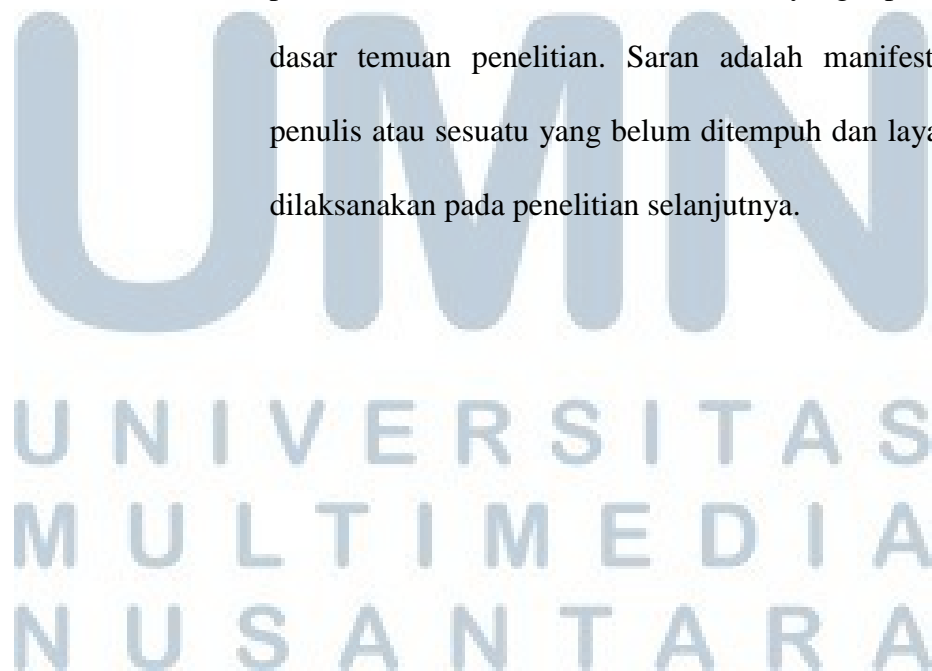 dasar temuan penelitian. Saran adalah manifest
penulis atau sesuatu yang belum ditempuh dan laya
dilaksanakan pada penelitian selanjutnya.
UMN
UNIVERSITAS
MULTIMEDIA
NUSANTARA